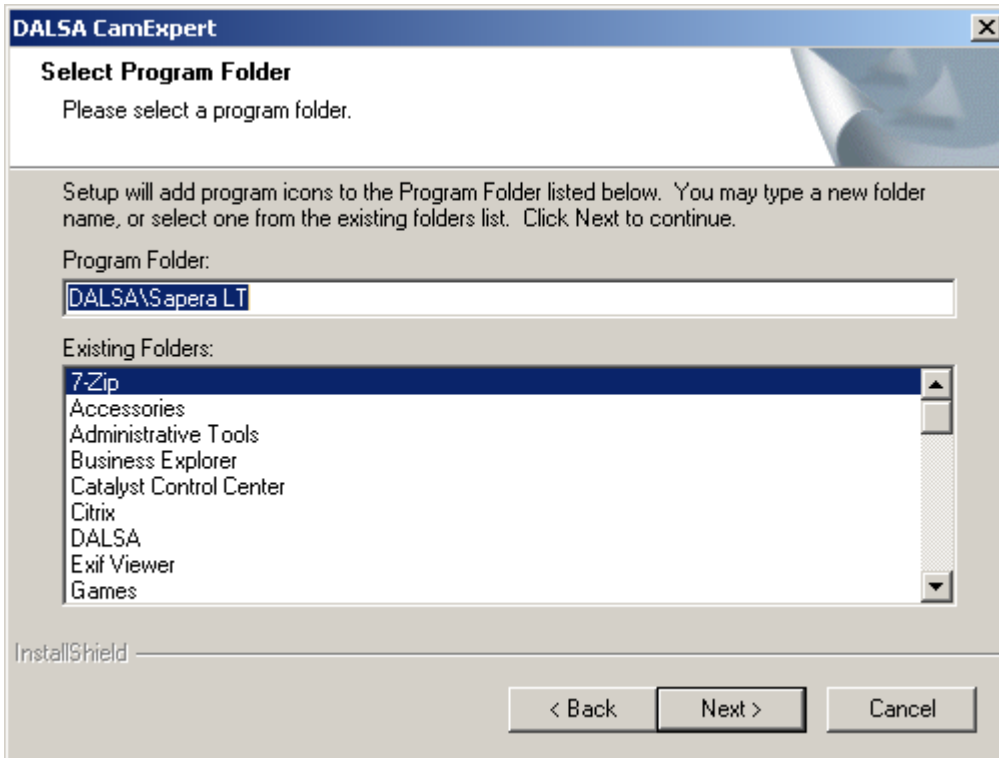 DALSA CamExpert
Select Program Folder
Please select a program folder.
Setup will add program icons to the Program Folder listed below.  You may type a new folder
name, or select one from the existing folders list.  Click Next to continue.
Program Folder:
DALSA\Sapera LT
Existing Folders:
7-Zip
Accessories
Administrative Tools
Business Explorer
Catalyst Control Center
Citrix
DALSA
Exif Viewer
Games
InstallShield
< Back
Next >
Cancel